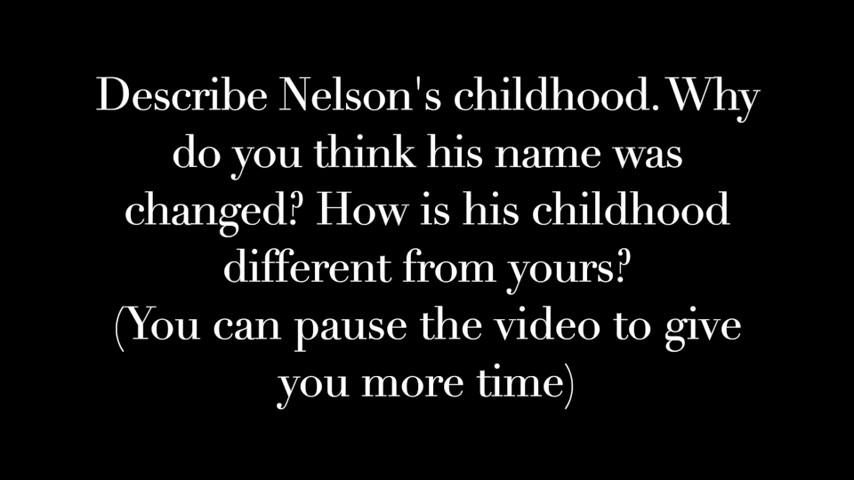 Describe Nelson's childhood. Why
do you think his name was
changed? How is his childhood
different from yours?
(You can pause the video to give
you more time)